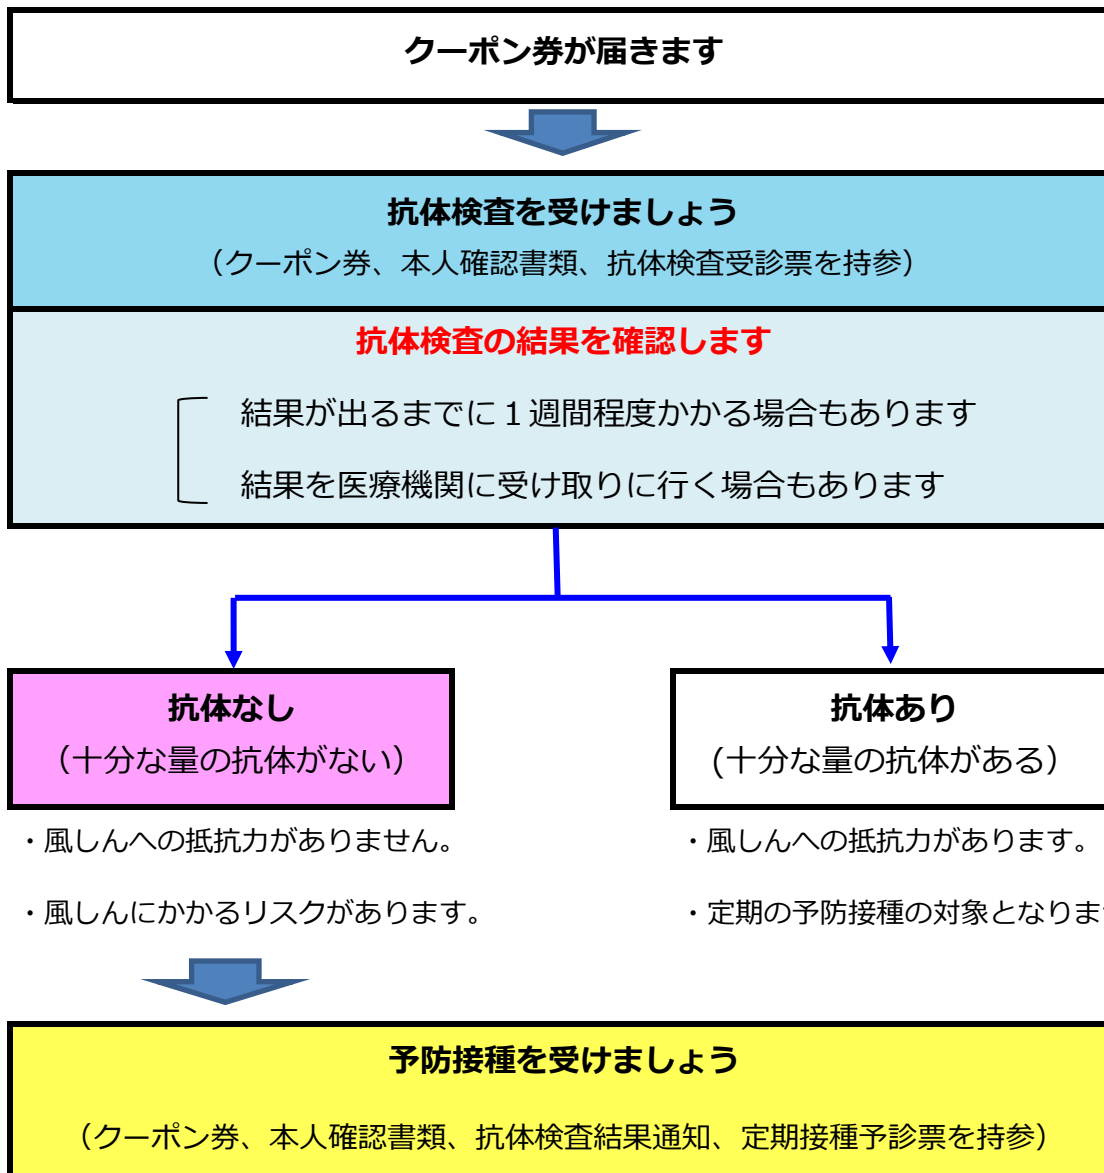 クーポン券が届きます
抗体検査を受けましょう
（クーポン券、本人確認書類、抗体検査受診票を持参）
抗体検査の結果を確認します
結果が出るまでに１週間程度かかる場合もあります
結果を医療機関に受け取りに行く場合もあります
抗体なし
（十分な量の抗体がない）
・風しんへの抵抗力がありません。
・風しんにかかるリスクがあります。
抗体あり
(十分な量の抗体がある）
・風しんへの抵抗力があります。
・定期の予防接種の対象となりま
予防接種を受けましょう
（クーポン券、本人確認書類、抗体検査結果通知、定期接種予診票を持参）